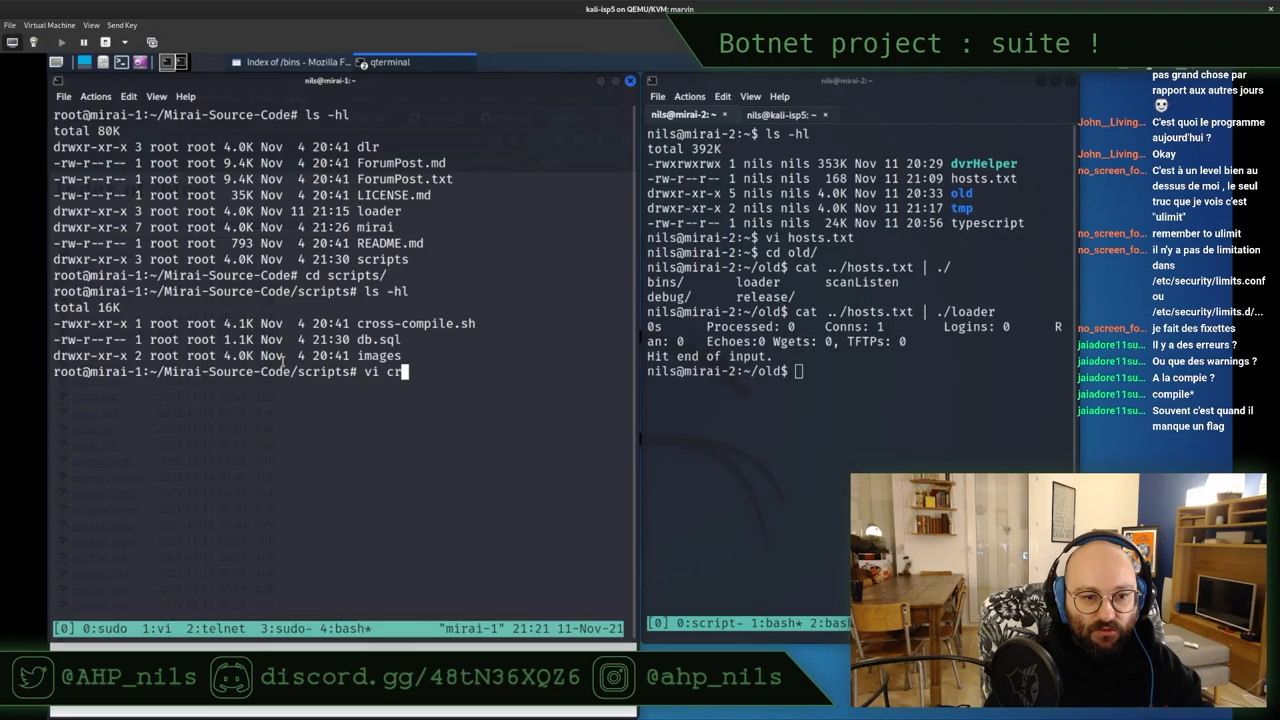 kali-isp5 on QEMU/KVM: marvin
File Virtual Machine View Send Key
Botnet project : suite !
Index of /bins - Mozilla F...
qterminal
nils@mirai-1: ~
File Actions Edit View Help
root@mirai-1:~/Mirai-Source-Code# ls -hl
total 80K
drwxr-xr-x 3 root root 4.0K Nov  4 20:41 dlr
-rw-r--r-- 1 root root 9.4K Nov  4 20:41 ForumPost.md
-rw-r--r-- 1 root root 9.4K Nov  4 20:41 ForumPost.txt
-rw-r--r-- 1 root root  35K Nov  4 20:41 LICENSE.md
drwxr-xr-x 3 root root 4.0K Nov 11 21:15 loader
drwxr-xr-x 7 root root 4.0K Nov  4 21:26 mirai
-rw-r--r-- 1 root root  793 Nov  4 20:41 README.md
drwxr-xr-x 3 root root 4.0K Nov  4 20:41 scripts
root@mirai-1:~/Mirai-Source-Code# cd scripts/
root@mirai-1:~/Mirai-Source-Code/scripts# ls -hl
total 16K
-rwxr-xr-x 1 root root 4.1K Nov  4 20:41 cross-compile.sh
-rw-r--r-- 1 root root 1.1K Nov  4 21:30 db.sql
drwxr-xr-x 2 root root 4.0K Nov  4 20:41 images
root@mirai-1:~/Mirai-Source-Code/scripts# vi cr
[0] 0:sudo  1:vi  2:telnet  3:sudo- 4:bash*
"mirai-1" 21:21 11-Nov-21
nils@mirai-2: ~
File Actions Edit View Help
nils@mirai-2: ~ × nils@kali-isp5: ~ ×
nils@mirai-2:~$ ls -hl
total 392K
-rwxrwxrwx 1 nils nils 353K Nov 11 20:29 dvrHelper
-rw-r--r-- 1 nils nils  168 Nov 11 21:09 hosts.txt
drwxr-xr-x 5 nils nils 4.0K Nov 11 20:33 old
drwxr-xr-x 2 nils nils 4.0K Nov 11 21:17 tmp
-rw-r--r-- 1 nils nils  24K Nov 11 20:56 typescript
nils@mirai-2:~$ vi hosts.txt
nils@mirai-2:~$ cd old/
nils@mirai-2:~/old$ cat ../hosts.txt | ./
bins/ loader scanListen
debug/ release/
nils@mirai-2:~/old$ cat ../hosts.txt | ./loader
0s Processed: 0 Conns: 1 Logins: 0 R
an: 0 Echoes:0 Wgets: 0, TFTPs: 0
Hit end of input.
nils@mirai-2:~/old$
[0] 0:script- 1:bash* 2:bash
pas grand chose par
rapport aux autres jours
John__Living... C'est quoi le programme
aujourd'hui ?
John__Living... Okay
no_screen_fo... C'est à un level bien au
dessus de moi , le seul
truc que je vois c'est
"ulimit"
no_screen_fo... remember to ulimit
no_screen_fo... il n'y a pas de limitation
dans
/etc/security/limits.conf
ou
/etc/security/limits.d/...
no_screen_fo... je fait des fixettes
jaiadore11su... Il y a des erreurs ?
jaiadore11su... Ou que des warnings ?
jaiadore11su... A la compie ?
jaiadore11su... compile*
jaiadore11su... Souvent c'est quand il
manque un flag
@AHP_nils
discord.gg/48tN36XQZ6
@ahp_nils